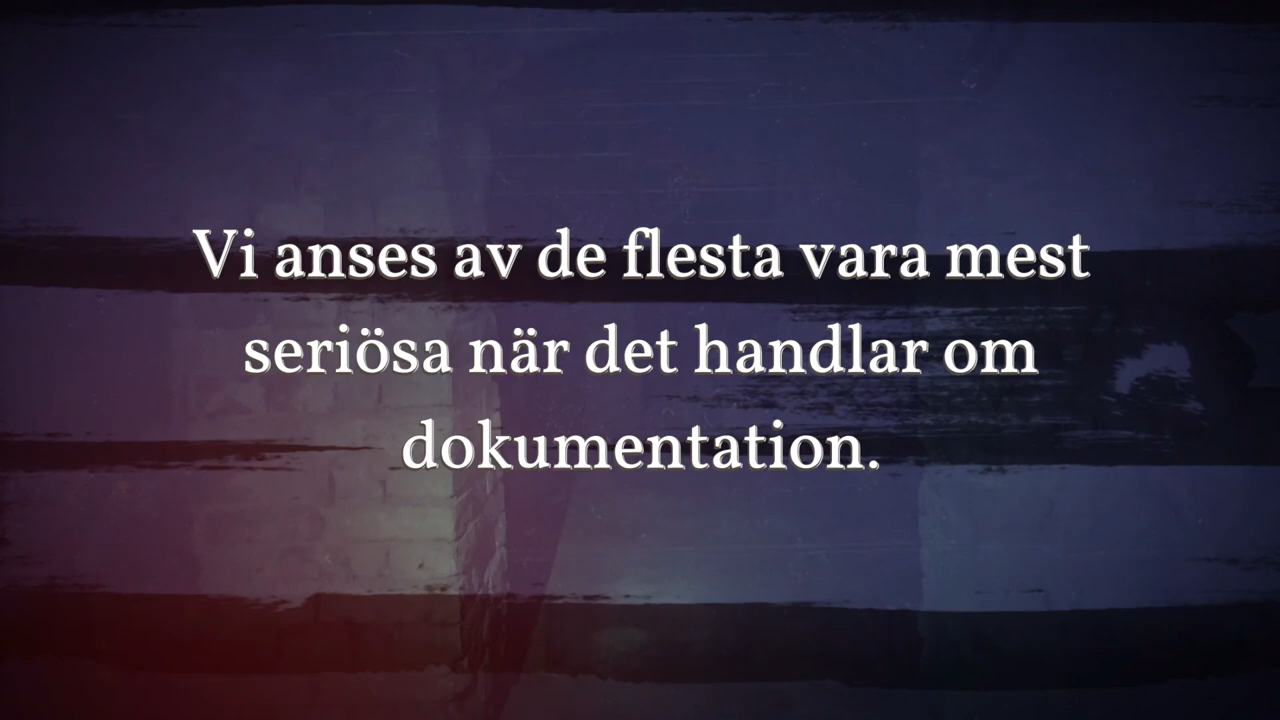 Vi anses av de flesta vara mest
seriösa när det handlar om
dokumentation.